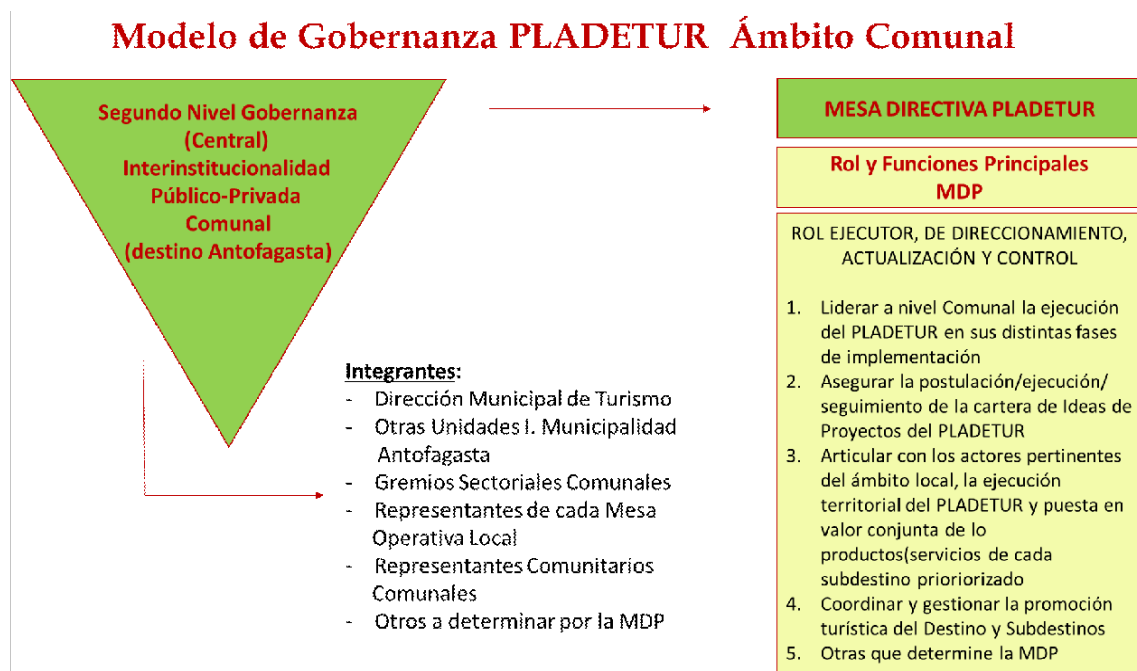 Modelo de Gobernanza PLADETUR Ámbito Comunal
Segundo Nivel Gobernanza
(Central)
Interinstitucionalidad
Público-Privada
Comunal
(destino Antofagasta)
Integrantes:
- Dirección Municipal de Turismo
- Otras Unidades I. Municipalidad
Antofagasta
- Gremios Sectoriales Comunales
- Representantes de cada Mesa
Operativa Local
- Representantes Comunitarios
Comunales
- Otros a determinar por la MDP
MESA DIRECTIVA PLADETUR
Rol y Funciones Principales
MDP
ROL EJECUTOR, DE DIRECCIONAMIENTO,
ACTUALIZACIÓN Y CONTROL
1. Liderar a nivel Comunal la ejecución
del PLADETUR en sus distintas fases
de implementación
2. Asegurar la postulación/ejecución/
seguimiento de la cartera de Ideas de
Proyectos del PLADETUR
3. Articular con los actores pertinentes
del ámbito local, la ejecución
territorial del PLADETUR y puesta en
valor conjunta de lo
productos(servicios de cada
subdestino prioriorizado
4. Coordinar y gestionar la promoción
turística del Destino y Subdestinos
5. Otras que determine la MDP